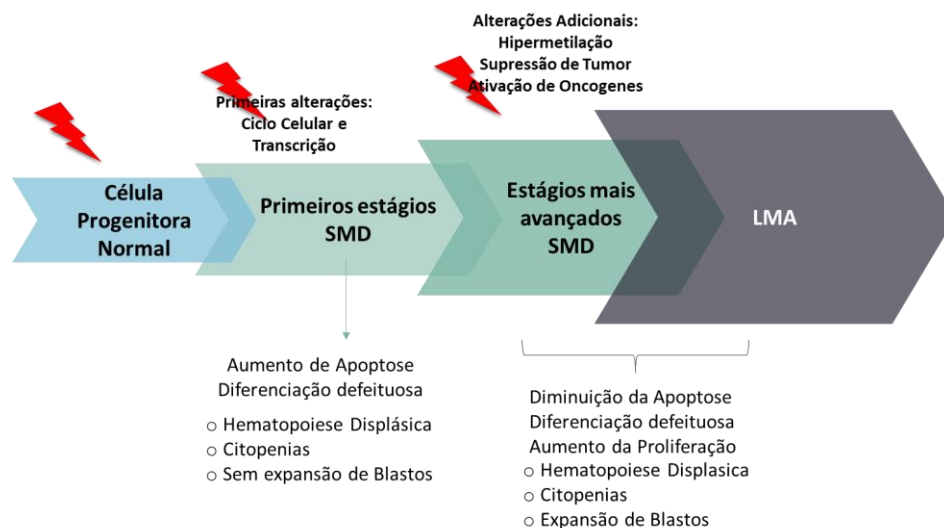 Alterações Adicionais:
Hipermetilação
Supressão de Tumor
Ativação de Oncogenes
Primeiras alterações:
Ciclo Celular e
Transcrição
Célula
Progenitora
Normal
Primeiros estágios
SMD
Estágios mais
avançados
SMD
LMA
Aumento de Apoptose
Diferenciação defeituosa
○ Hematopoiese Displásica
○ Citopenias
○ Sem expansão de Blastos
Diminuição da Apoptose
Diferenciação defeituosa
Aumento da Proliferação
○ Hematopoiese Displasica
○ Citopenias
○ Expansão de Blastos